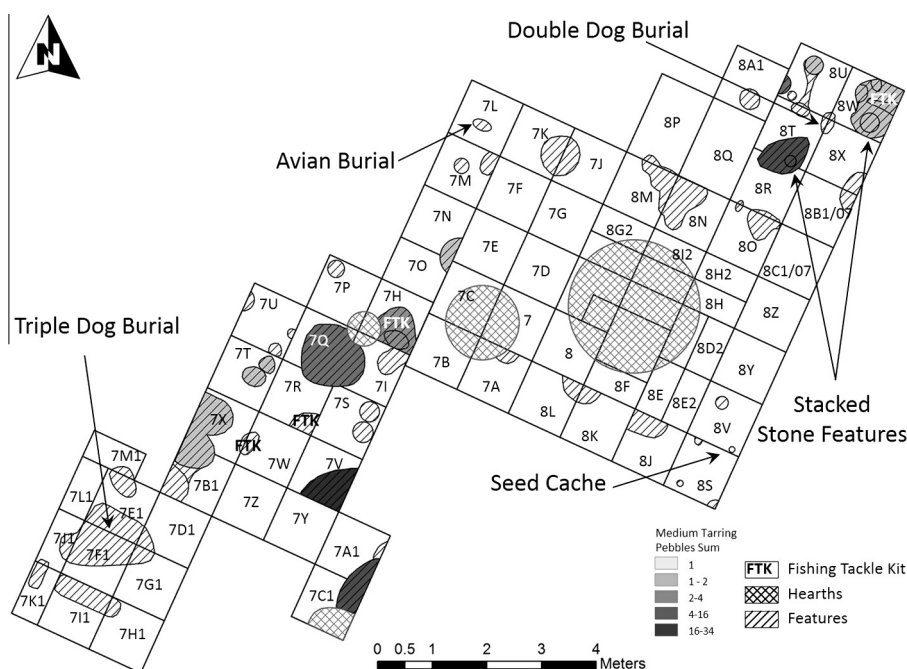 N
Double Dog Burial
8A1
8U
8W
FTK
7L
8P
8T
7K
8Q
8X
Avian Burial
7J
7M
7F
8R
8M
8B1/07
7N
7G
8N
8G2
8O
7E
8I2
7O
7D
8H2
8C1/07
7P
7H
7C
8H
8Z
7U
FTK
7
Triple Dog Burial
7Q
8D2
7T
7B
8
8Y
7I
7R
7A
8F
8E
7S
8E2
7X
FTK
8L
8V
Stacked
Stone Features
FTK
8K
7M1
7W
7V
8J
Seed Cache
7B1
8S
7L1
7E1
7Z
7Y
7D1
7J1
7F1
7A1
7G1
7C1
7K1
7I1
7H1
Medium Tarring
Pebbles Sum
1
1 - 2
2-4
4-16
16-34
FTK Fishing Tackle Kit
Hearths
Features
0 0.5 1 2 3 4
Meters